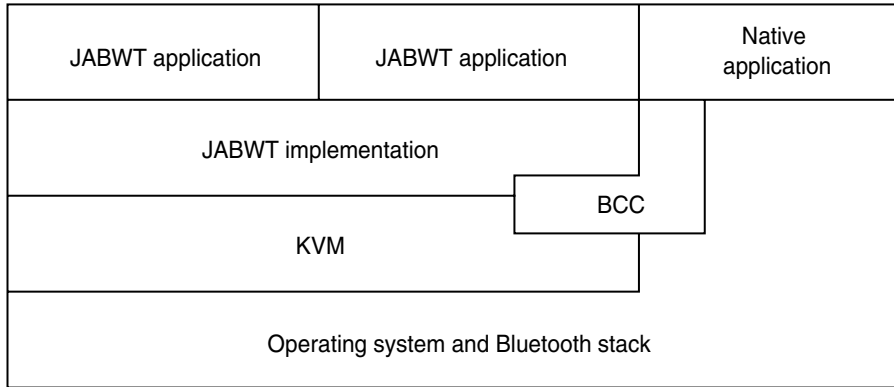 JABWT application
JABWT application
Native
application
JABWT implementation
BCC
KVM
Operating system and Bluetooth stack